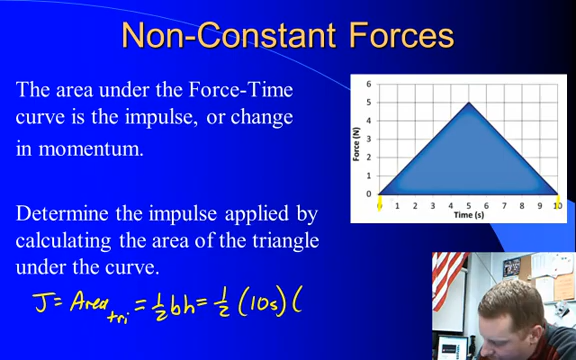 Non-Constant Forces
The area under the Force-Time
curve is the impulse, or change
in momentum.
6
5
4
3
2
1
0
Force (N)
0 1 2 3 4 5 6 7 8 9 10
Time (s)
Determine the impulse applied by
calculating the area of the triangle
under the curve.
J = Area tri = 1/2 bh = 1/2 (10s) (